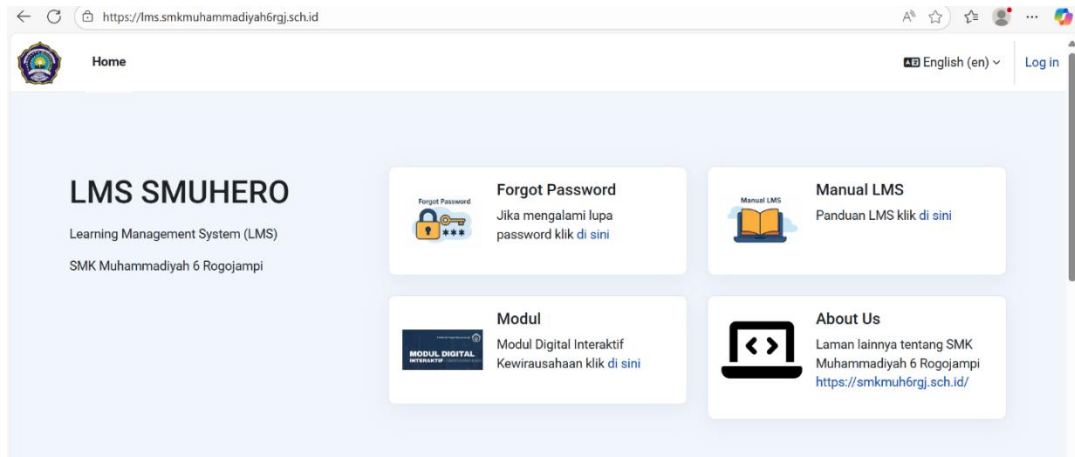 https://lms.smkmuhammadiyah6rgj.sch.id
Home
English (en)
Log in
LMS SMUHERO
Learning Management System (LMS)
SMK Muhammadiyah 6 Rogojampi
Forgot Password
***
Forgot Password
Jika mengalami lupa
password klik di sini
Manual LMS
Manual LMS
Panduan LMS klik di sini
MODUL DIGITAL
INTERAKTIF
Modul
Modul Digital Interaktif
Kewirausahaan klik di sini
About Us
Laman lainnya tentang SMK
Muhammadiyah 6 Rogojampi
https://smkmuh6rgj.sch.id/